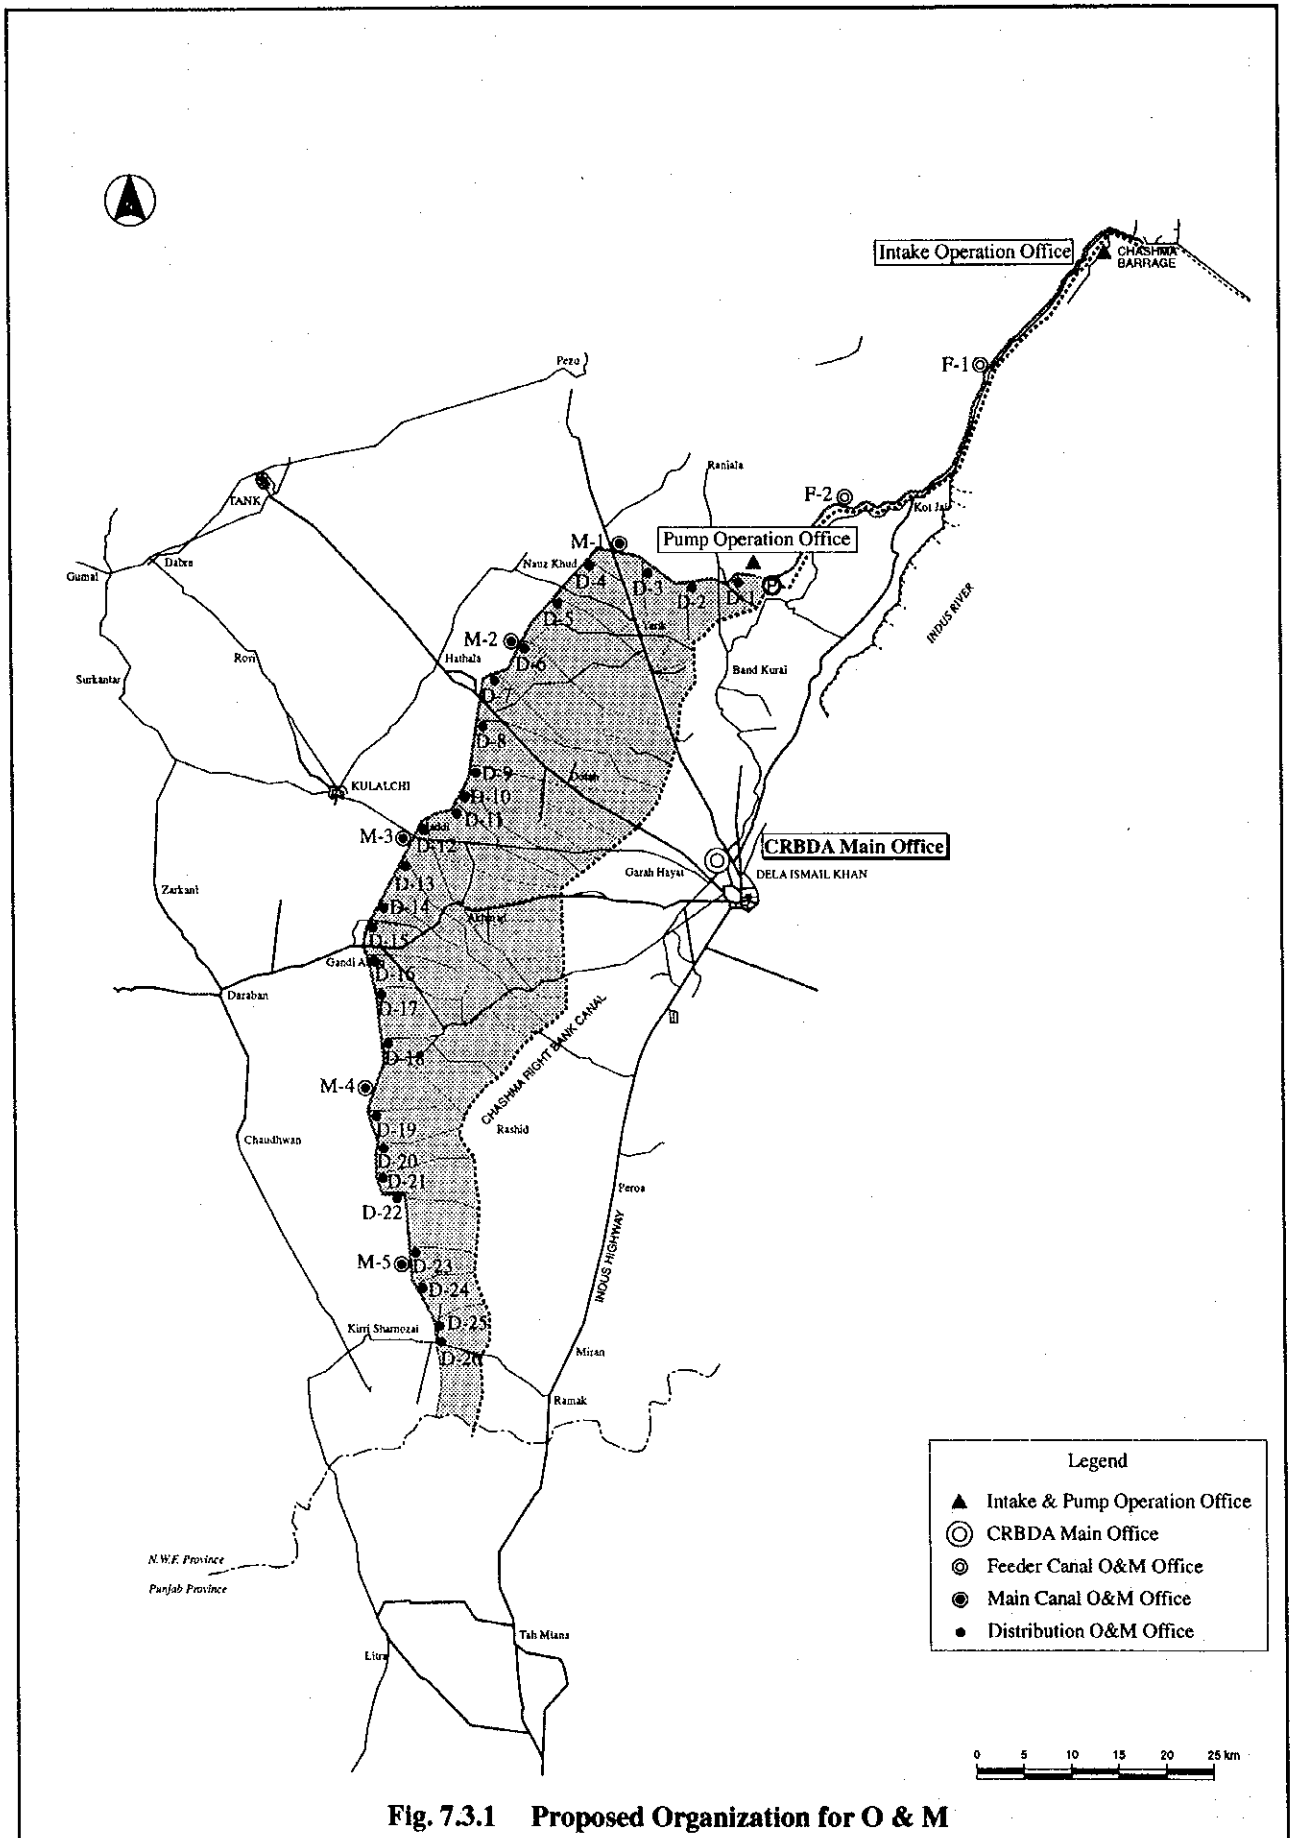 Intake Operation Office
CHASHMA
BARRAGE
F-1
Pezu
Raniala
F-2
TANK
Kot Jai
M-1
Pump Operation Office
Dabra
Nauz Khud
Gumal
D-4
D-3
D-2
D-1
P
D-5
INDUS RIVER
Yarik
M-2
D-6
Rori
Hathala
Band Kurai
Surkantar
D-7
D-8
D-9
KULALCHI
D-10
D-11
M-3
D-12
CRBDA Main Office
Garah Hayat
DELA ISMAIL KHAN
D-13
Zarkani
D-14
D-15
Gandi
D-16
Daraban
D-17
CHASHMA RIGHT BANK CANAL
D-18
M-4
D-19
Rashid
Chaudhwan
D-20
D-21
Peroa
D-22
INDUS HIGHWAY
M-5
D-23
D-24
D-25
Kirri Shamozai
D-26
Miran
Ramak
N.W.F. Province
Punjab Province
Tah Miana
Litra
Legend
Intake & Pump Operation Office
CRBDA Main Office
Feeder Canal O&M Office
Main Canal O&M Office
Distribution O&M Office
0 5 10 15 20 25 km
Fig. 7.3.1 Proposed Organization for O & M